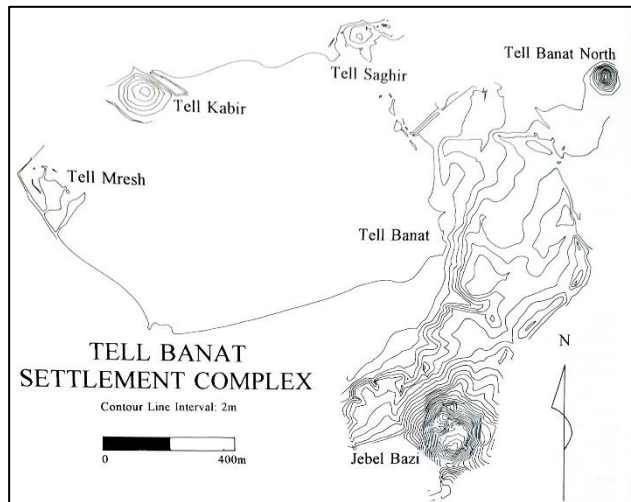 Tell Banat North
Tell Saghir
Tell Kabir
Tell Mresh
Tell Banat
TELL BANAT
SETTLEMENT COMPLEX
Contour Line Interval: 2m
0 400m
N
Jebel Bazi